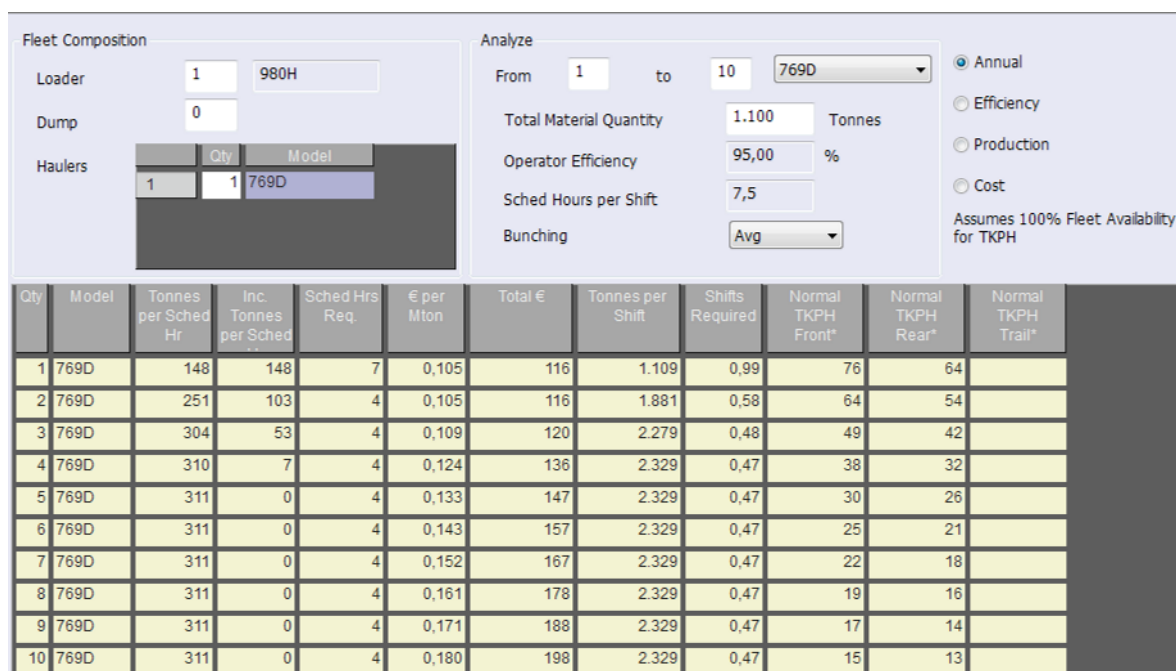 Fleet Composition
Loader 1 980H
Dump 0
Haulers
Qty Model
1 1 769D
Analyze
From 1 to 10 769D
Total Material Quantity 1.100 Tonnes
Operator Efficiency 95,00 %
Sched Hours per Shift 7,5
Bunching Avg
Annual
Efficiency
Production
Cost
Assumes 100% Fleet Availability
for TKPH
Qty Model Tonnes Inc. Sched Hrs € per Total € Tonnes per Shifts Normal Normal Normal
per Sched Tonnes Req. Mton Shift Required TKPH TKPH TKPH
Hr per Sched Front* Rear* Trail*
1 769D 148 148 7 0,105 116 1.109 0,99 76 64
2 769D 251 103 4 0,105 116 1.881 0,58 64 54
3 769D 304 53 4 0,109 120 2.279 0,48 49 42
4 769D 310 7 4 0,124 136 2.329 0,47 38 32
5 769D 311 0 4 0,133 147 2.329 0,47 30 26
6 769D 311 0 4 0,143 157 2.329 0,47 25 21
7 769D 311 0 4 0,152 167 2.329 0,47 22 18
8 769D 311 0 4 0,161 178 2.329 0,47 19 16
9 769D 311 0 4 0,171 188 2.329 0,47 17 14
10 769D 311 0 4 0,180 198 2.329 0,47 15 13